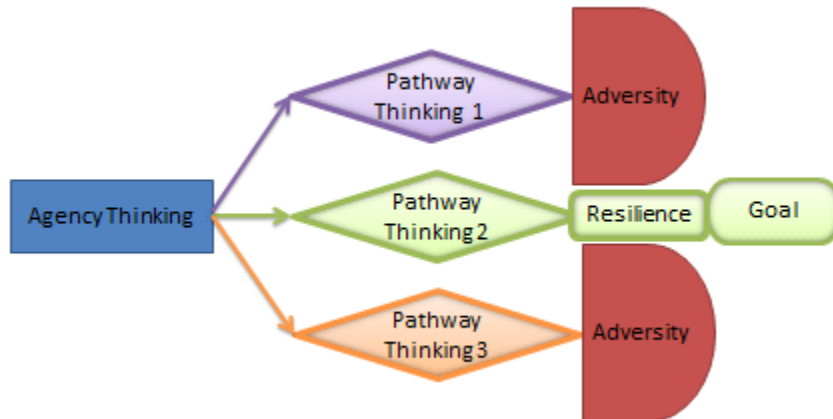 Pathway
Thinking 1
Adversity
Agency Thinking
Pathway
Thinking 2
Resilience
Goal
Pathway
Thinking 3
Adversity